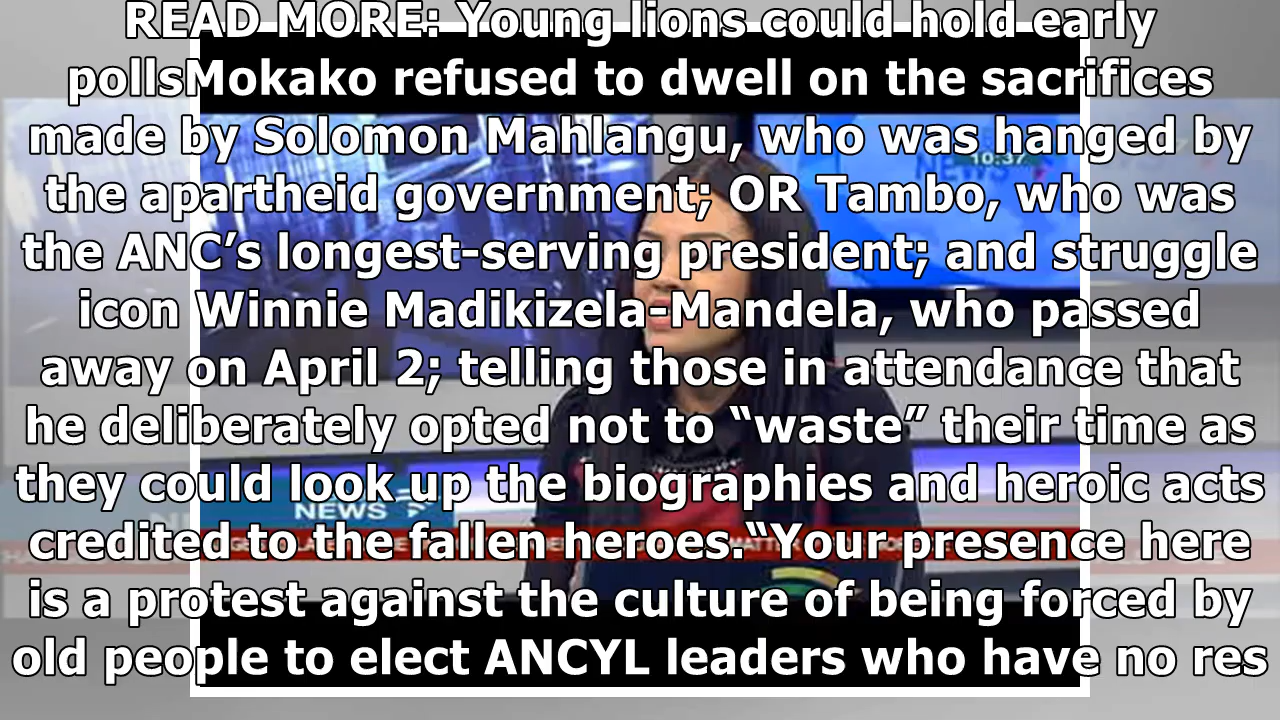 READ MORE: Young lions could hold early
pollsMokako refused to dwell on the sacrifices
made by Solomon Mahlangu, who was hanged by
the apartheid government; OR Tambo, who was
the ANC’s longest-serving president; and struggle
icon Winnie Madikizela-Mandela, who passed
away on April 2; telling those in attendance that
he deliberately opted not to “waste” their time as
they could look up the biographies and heroic acts
credited to the fallen heroes.“Your presence here
is a protest against the culture of being forced by
old people to elect ANCYL leaders who have no res
NEWS
10:37
NEWS